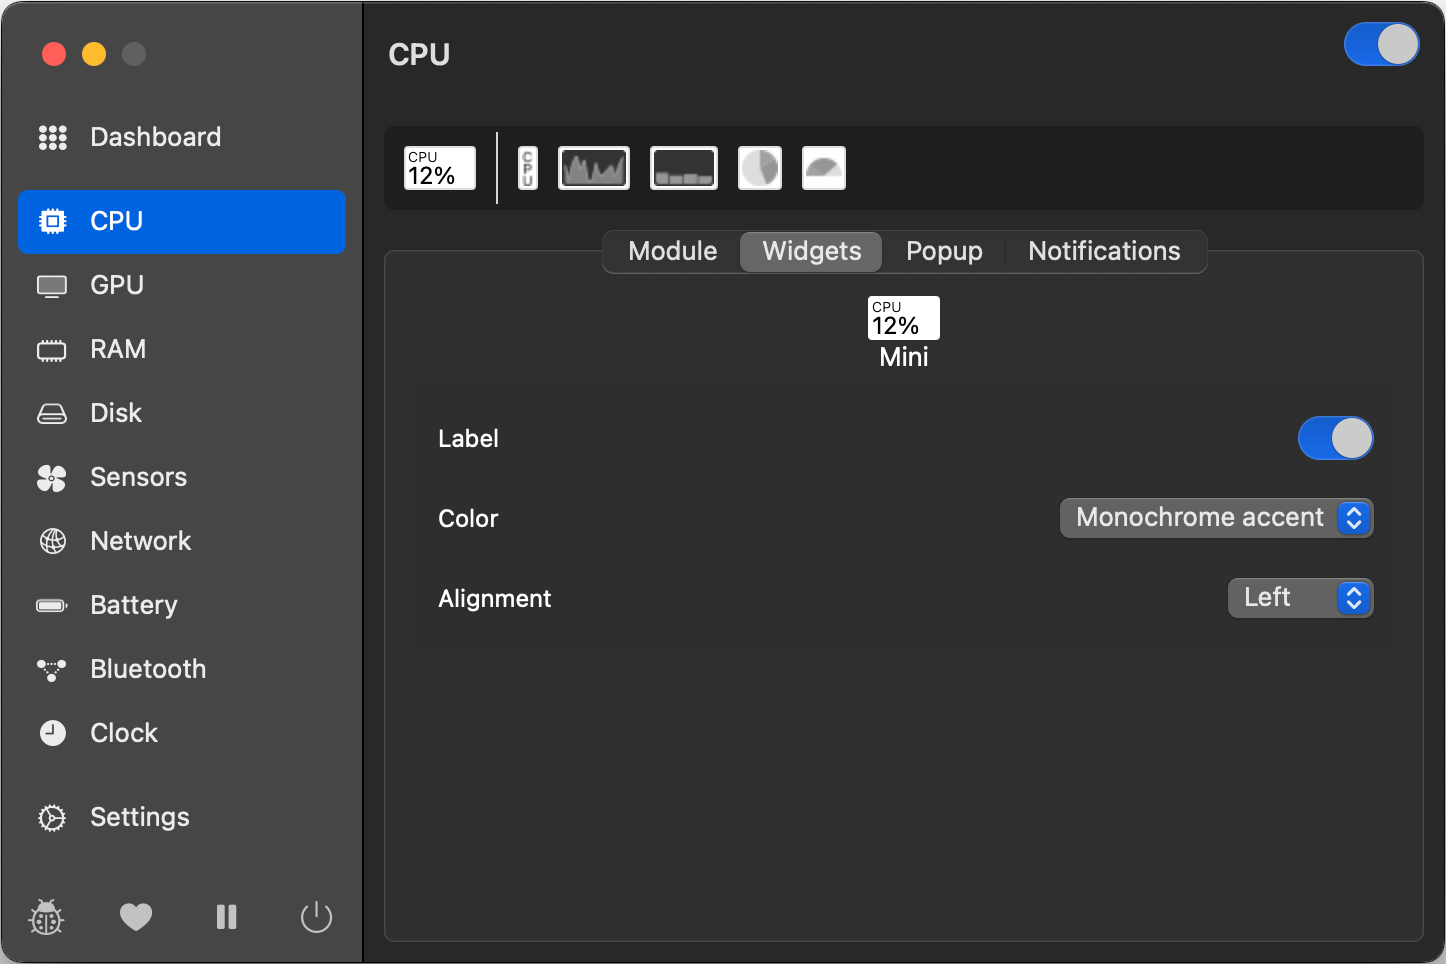 CPU
Dashboard
CPU
GPU
RAM
Disk
Sensors
Network
Battery
Bluetooth
Clock
Settings
CPU
12%
CPU
Module Widgets Popup Notifications
CPU
12%
Mini
Label
Color Monochrome accent
Alignment Left